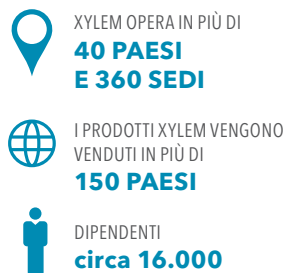 XYLEM OPERA IN PIÙ DI
40 PAESI
E 360 SEDI
I PRODOTTI XYLEM VENGONO
VENDUTI IN PIÙ DI
150 PAESI
DIPENDENTI
circa 16.000